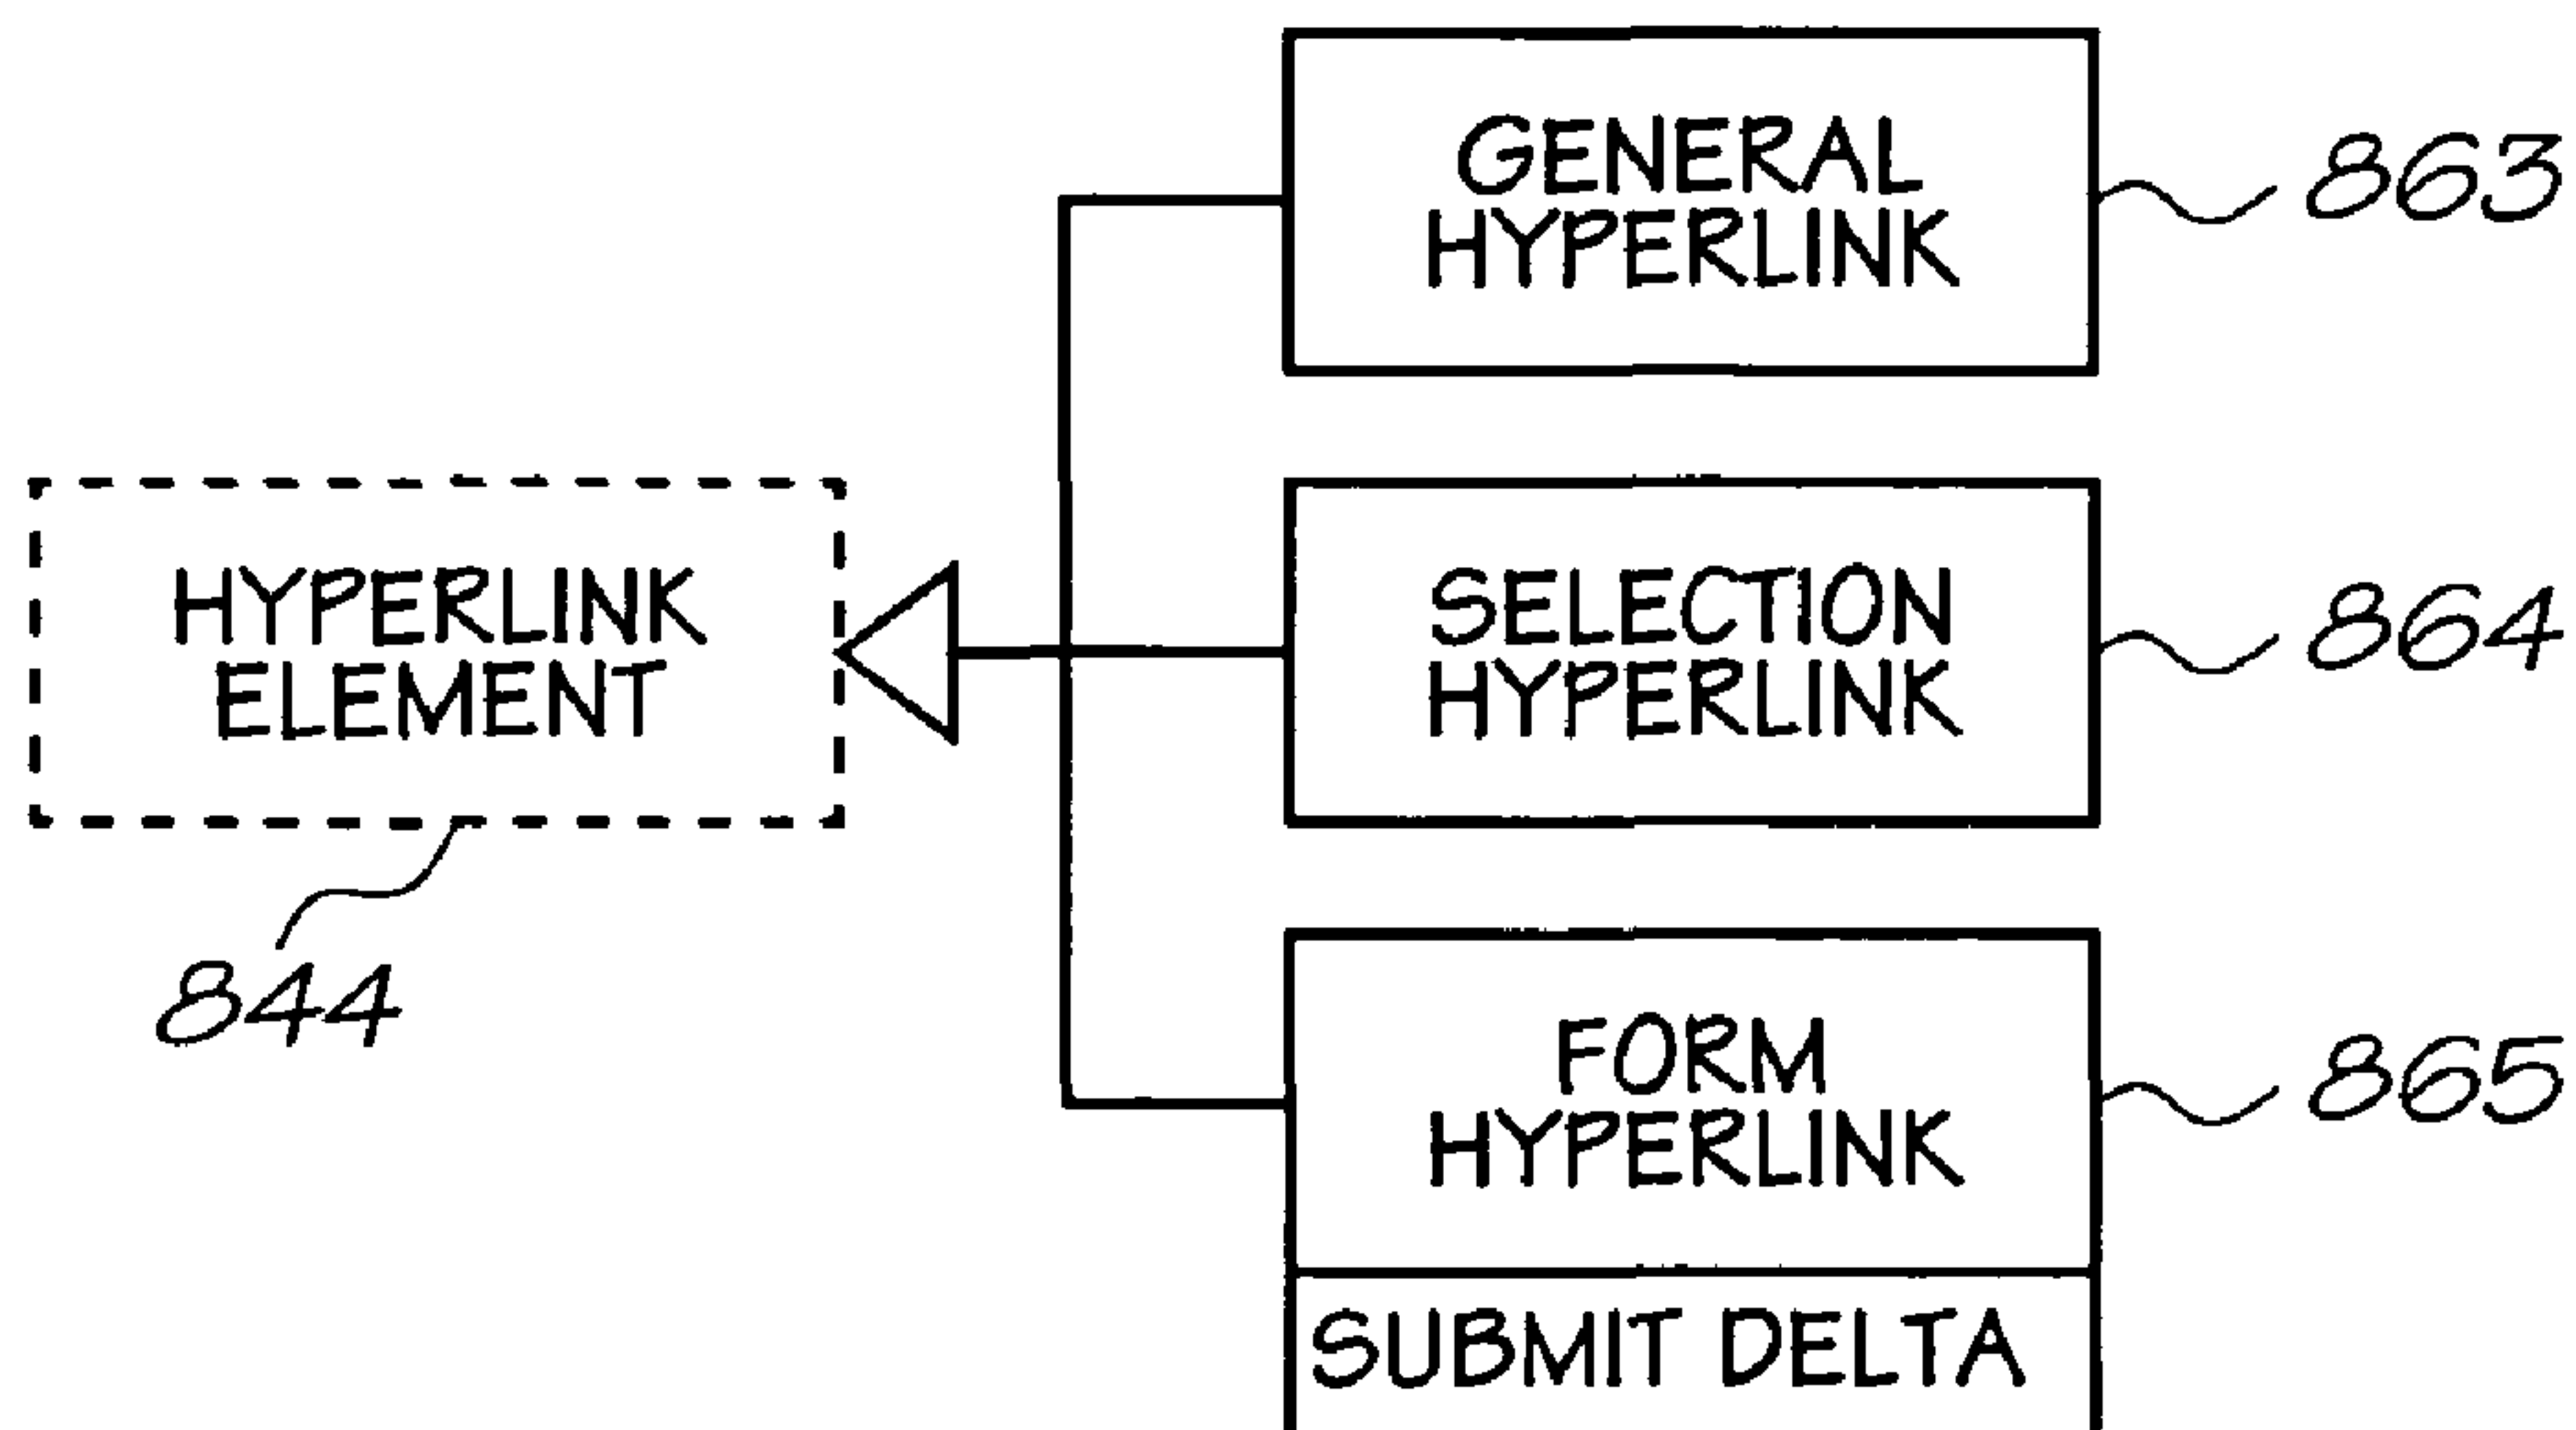 GENERAL
HYPERLINK
863
HYPERLINK
ELEMENT
844
SELECTION
HYPERLINK
864
FORM
HYPERLINK
865
SUBMIT DELTA